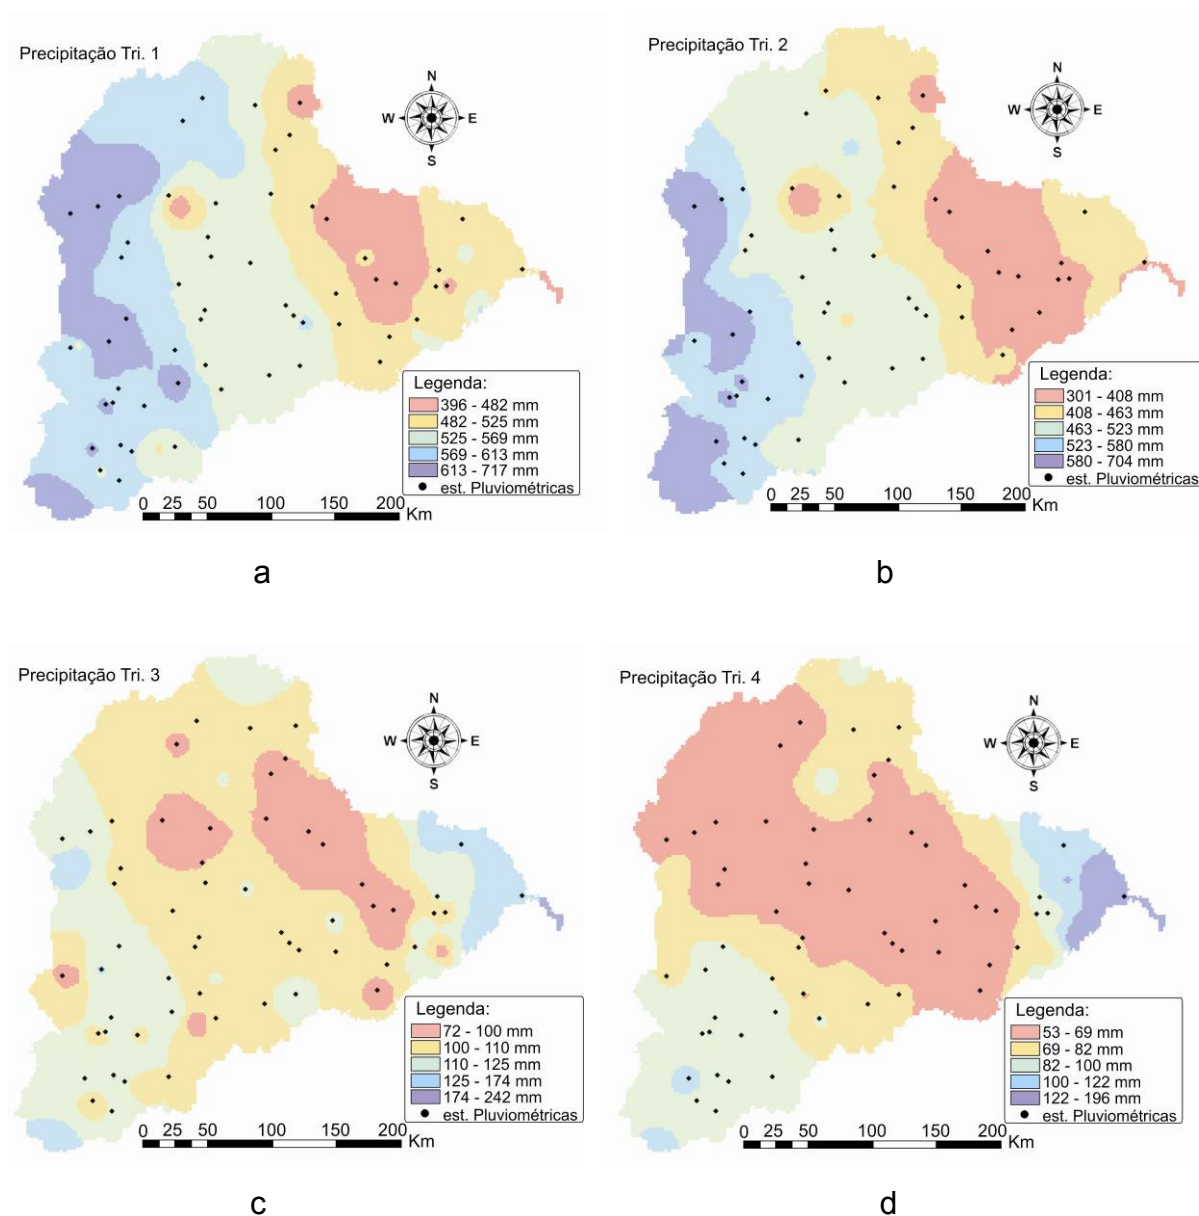 Precipitação Tri. 1
N
W E
S
Legenda:
396 - 482 mm
482 - 525 mm
525 - 569 mm
569 - 613 mm
613 - 717 mm
est. Pluviométricas
0 25 50 100 150 200
Km
a
Precipitação Tri. 2
N
W E
S
Legenda:
301 - 408 mm
408 - 463 mm
463 - 523 mm
523 - 580 mm
580 - 704 mm
est. Pluviométricas
0 25 50 100 150 200
Km
b
Precipitação Tri. 3
N
W E
S
Legenda:
72 - 100 mm
100 - 110 mm
110 - 125 mm
125 - 174 mm
174 - 242 mm
est. Pluviométricas
0 25 50 100 150 200
Km
c
Precipitação Tri. 4
N
W E
S
Legenda:
53 - 69 mm
69 - 82 mm
82 - 100 mm
100 - 122 mm
122 - 196 mm
est. Pluviométricas
0 25 50 100 150 200
Km
d